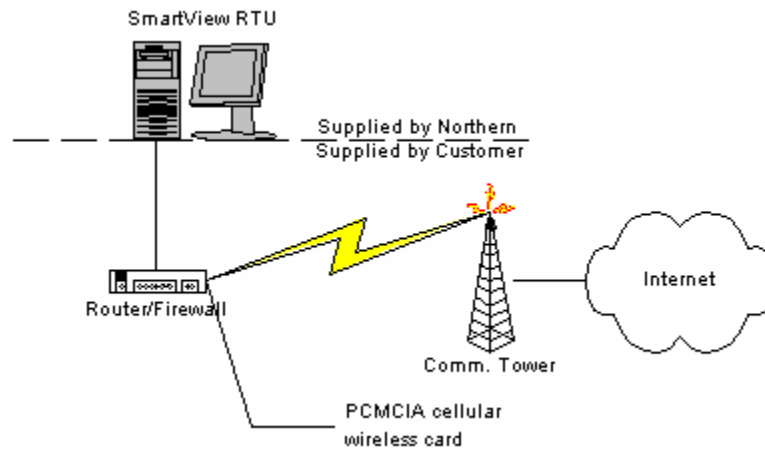 SmartView RTU
Supplied by Northern
Supplied by Customer
Internet
Router/Firewall
Comm. Tower
PCMCIA cellular
wireless card